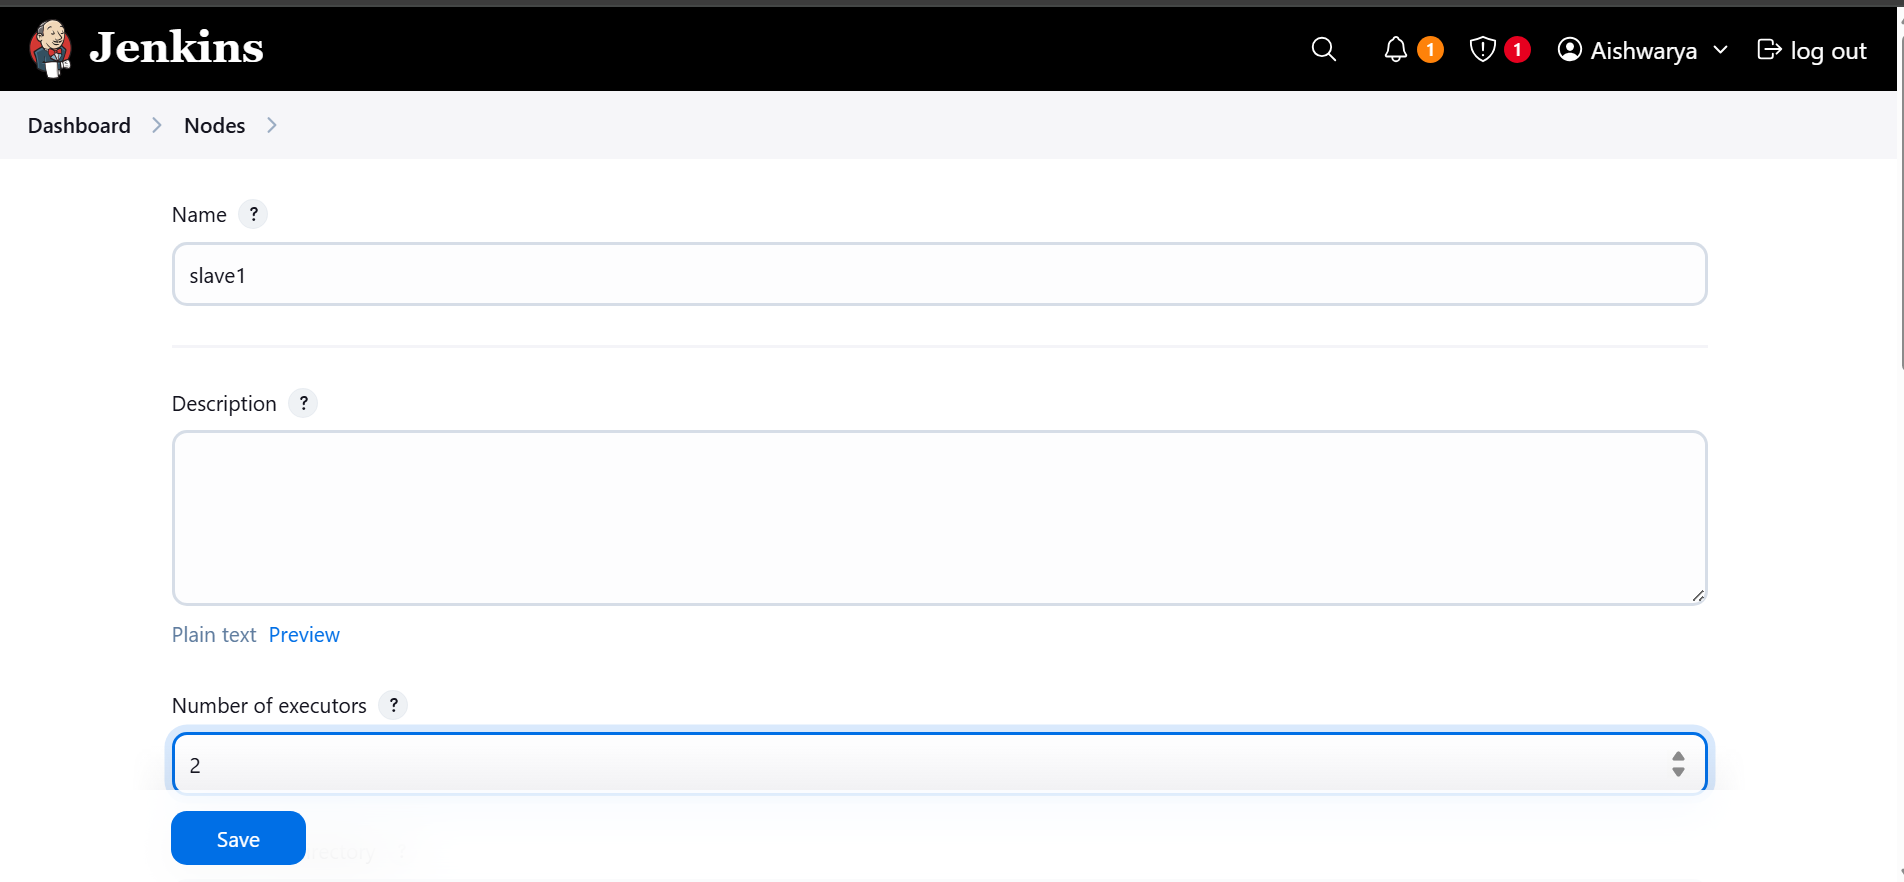 Jenkins 1 1 Aishwarya log out
Dashboard Nodes
Name ?
slave1
Description ?
Plain text Preview
Number of executors ?
2
Save